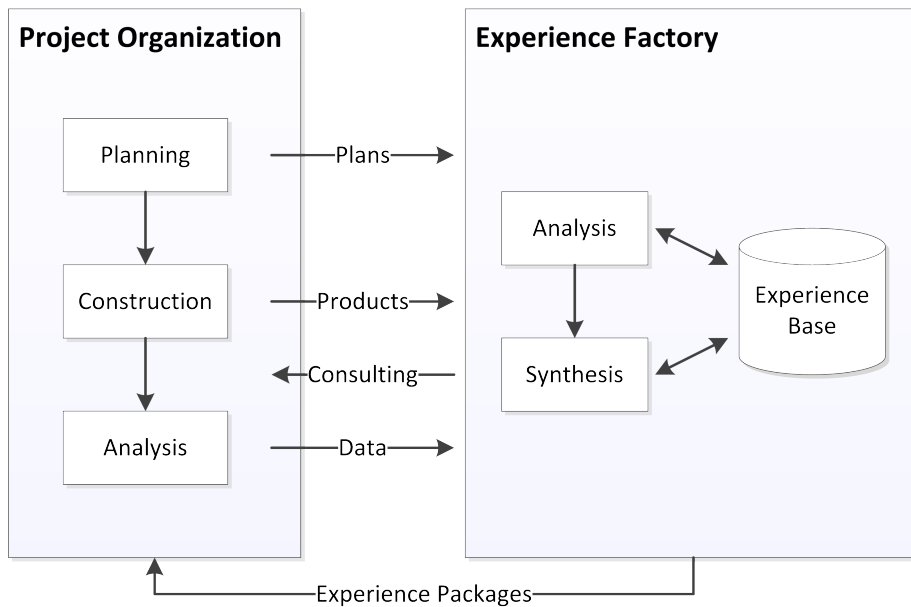 Project Organization
Planning
Construction
Analysis
Plans
Products
Consulting
Data
Experience Factory
Analysis
Synthesis
Experience
Base
Experience Packages